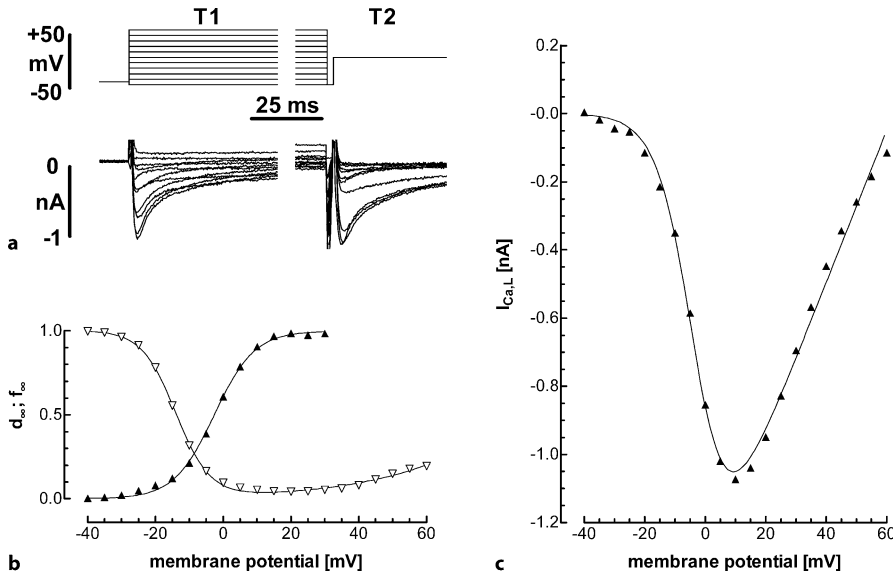 T1 T2
+50
mV
-50
25 ms
0
nA
-1
a
1.0
0.5
0.0
d∞; f∞
-40 -20 0 20 40 60
membrane potential [mV]
b
0.2
-0.0
-0.2
-0.4
-0.6
-0.8
-1.0
-1.2
I Ca,L [nA]
-40 -20 0 20 40 60
membrane potential [mV]
c